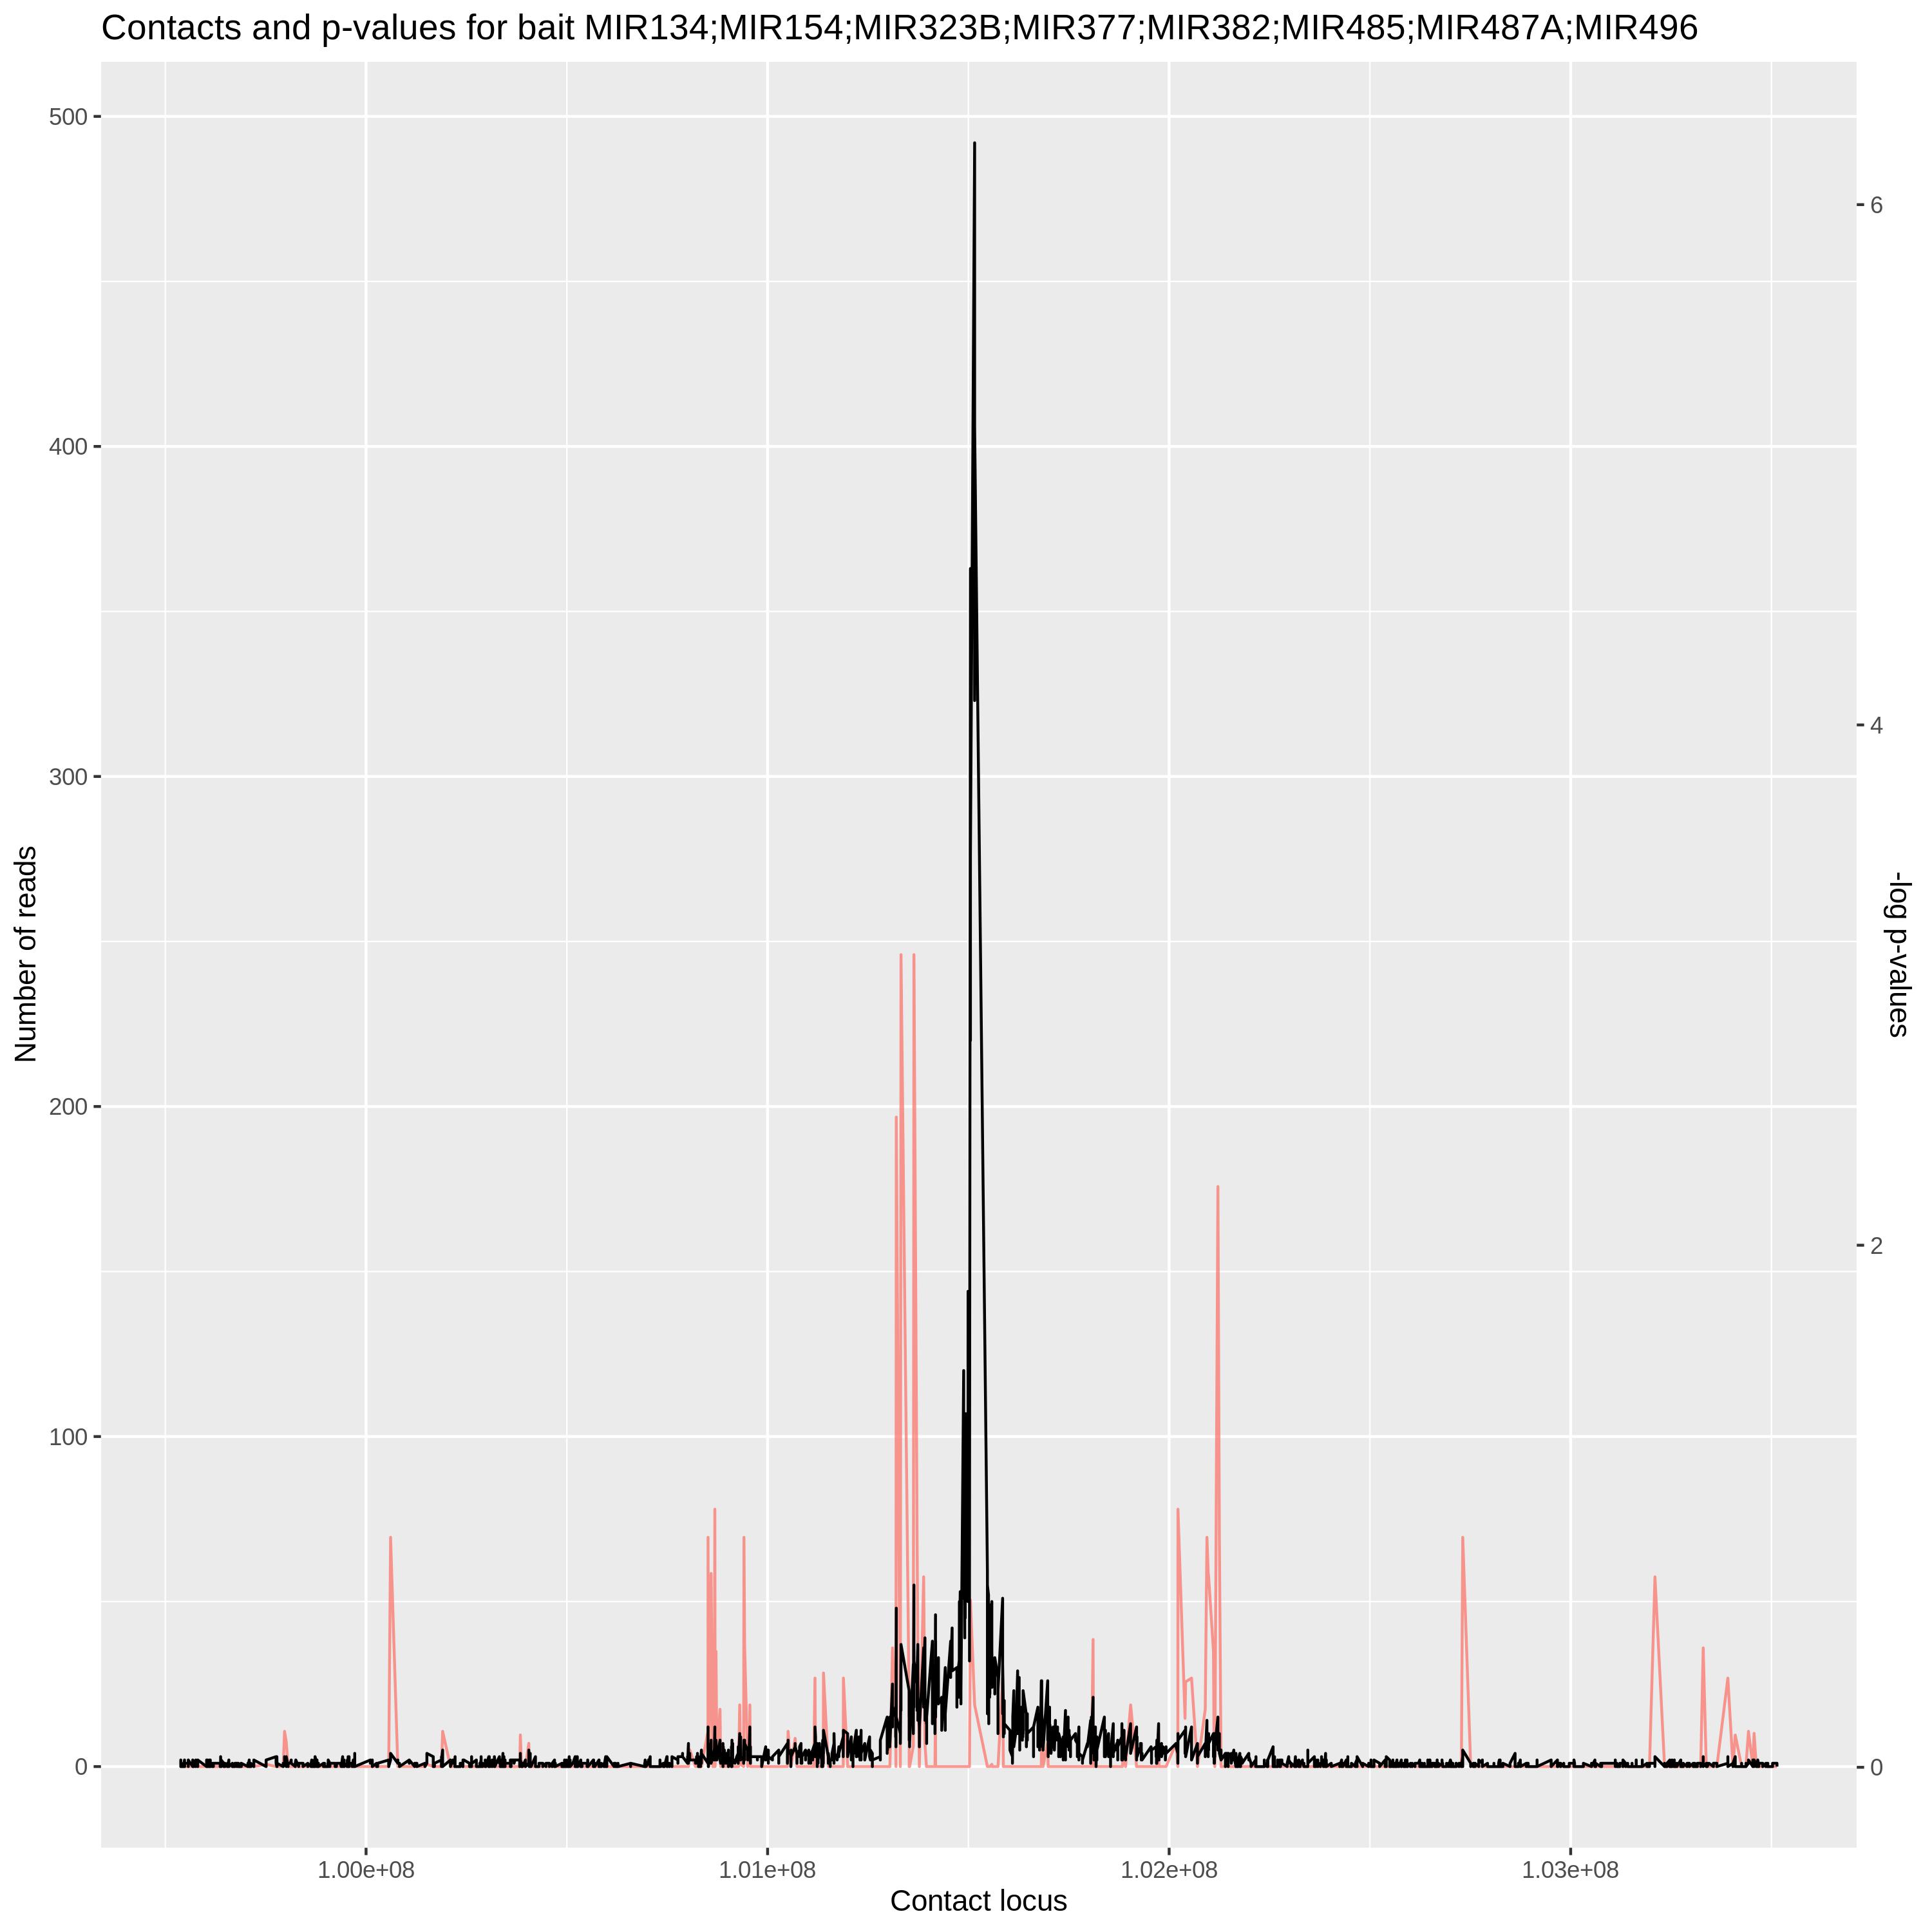 Contacts and p-values for bait MIR134;MIR154;MIR323B;MIR377;MIR382;MIR485;MIR487A;MIR496
500
400
300
200
100
0
Number of reads
6
4
2
0
-log p-values
1.00e+08
1.01e+08
1.02e+08
1.03e+08
Contact locus